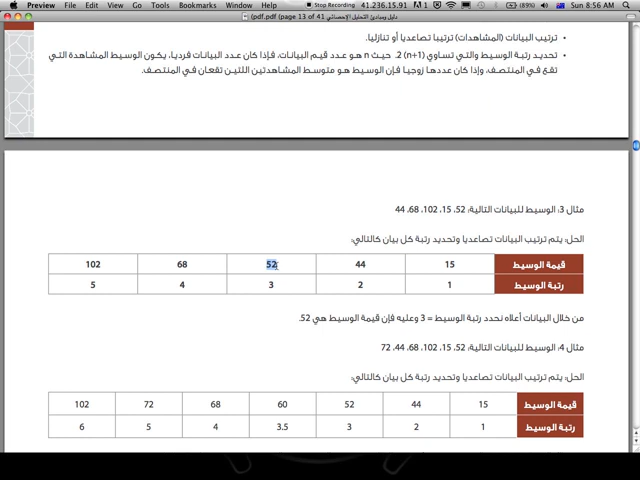 Preview File Edit View Go Tools Bookmarks Window Help Stop Recording 41.236.15.91 1 (89%) Sun 8:56 AM
دليل ومبادئ التحليل الإحصائي pdf.pdf (page 13 of 41)
ترتيب البيانات (المشاهدات) ترتيبا تصاعديا أو تنازليا.
تحديد رتبة الوسيط والتي تساوي (n+1) 2. حيث n هو عدد قيم البيانات، فإذا كان عدد البيانات فرديا، يكون الوسيط المشاهدة التي
تقع في المنتصف، وإذا كان عددها زوجيا فإن الوسيط هو متوسط المشاهدتين اللتين تقعان في المنتصف.
مثال 3: الوسيط للبيانات التالية: 52، 15، 102، 68، 44
الحل: يتم ترتيب البيانات تصاعديا وتحديد رتبة كل بيان كالتالي:
قيمة الوسيط 15 44 52 68 102
رتبة الوسيط 1 2 3 4 5
من خلال البيانات أعلاه نحدد رتبة الوسيط = 3 وعليه فإن قيمة الوسيط هي 52.
مثال 4: الوسيط للبيانات التالية: 52، 15، 102، 68، 44، 72
الحل: يتم ترتيب البيانات تصاعديا وتحديد رتبة كل بيان كالتالي:
قيمة الوسيط 15 44 52 60 68 72 102
رتبة الوسيط 1 2 3 3.5 4 5 6